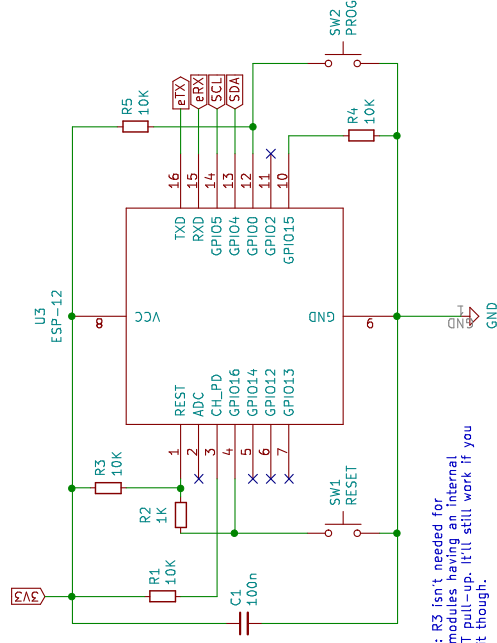 SW2
PROG
eTX
eRX
SCL
SDA
R5
10K
R4
10K
16
15
14
13
12
11
10
TXD
RXD
GPIO5
GPIO4
GPIO0
GPIO2
GPIO15
U3
ESP-12
8
VCC
GND
9
1
GND
GND
REST
ADC
CH_PD
GPIO16
GPIO14
GPIO12
GPIO13
1
2
3
4
5
6
7
R3
10K
R2
1K
SW1
RESET
R1
10K
3V3
C1
100n
: R3 isn't needed for
modules having an internal
T pull-up. It'll still work if you
t though.